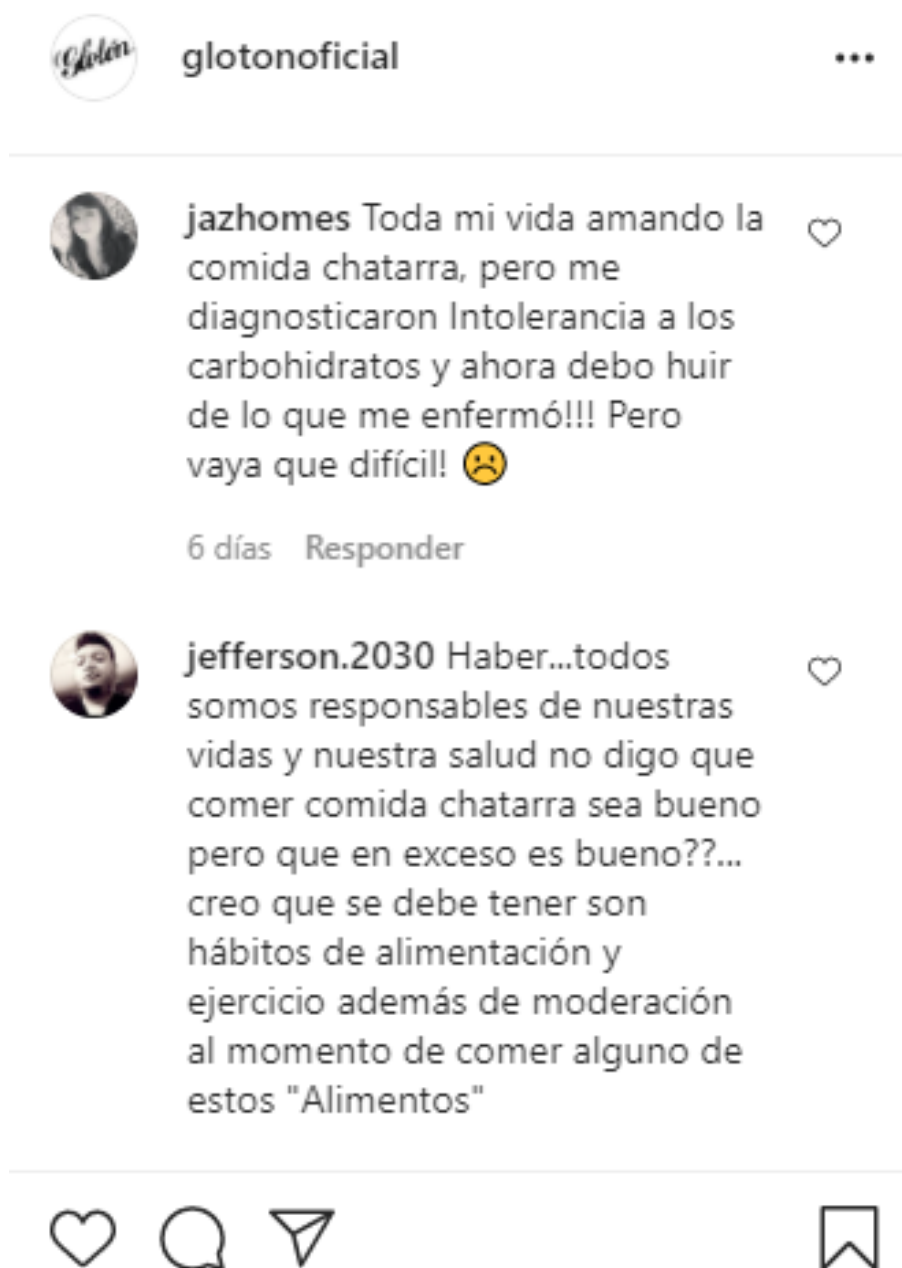 Glotón
glotonoficial
jazhomes Toda mi vida amando la
comida chatarra, pero me
diagnosticaron Intolerancia a los
carbohidratos y ahora debo huir
de lo que me enfermó!!! Pero
vaya que difícil! ☹️
6 días Responder
jefferson.2030 Haber...todos
somos responsables de nuestras
vidas y nuestra salud no digo que
comer comida chatarra sea bueno
pero que en exceso es bueno??...
creo que se debe tener son
hábitos de alimentación y
ejercicio además de moderación
al momento de comer alguno de
estos "Alimentos"